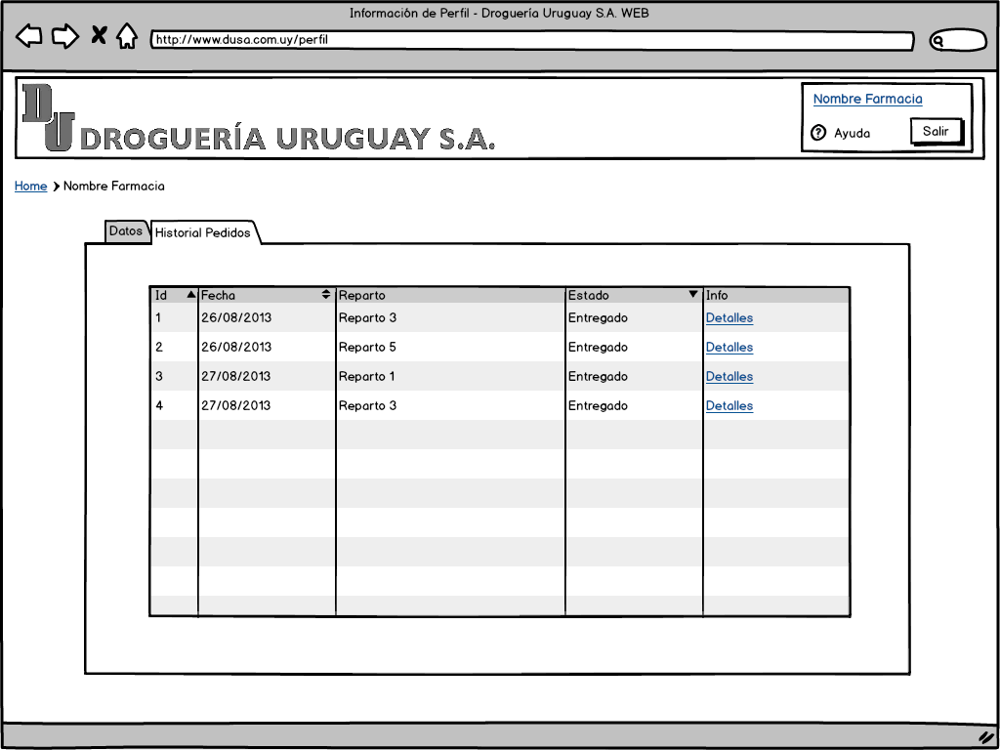 Información de Perfil - Droguería Uruguay S.A. WEB
http://www.dusa.com.uy/perfil
DU DROGUERÍA URUGUAY S.A.
Nombre Farmacia
? Ayuda Salir
Home Nombre Farmacia
Datos Historial Pedidos
Id Fecha Reparto Estado Info
1 26/08/2013 Reparto 3 Entregado Detalles
2 26/08/2013 Reparto 5 Entregado Detalles
3 27/08/2013 Reparto 1 Entregado Detalles
4 27/08/2013 Reparto 3 Entregado Detalles